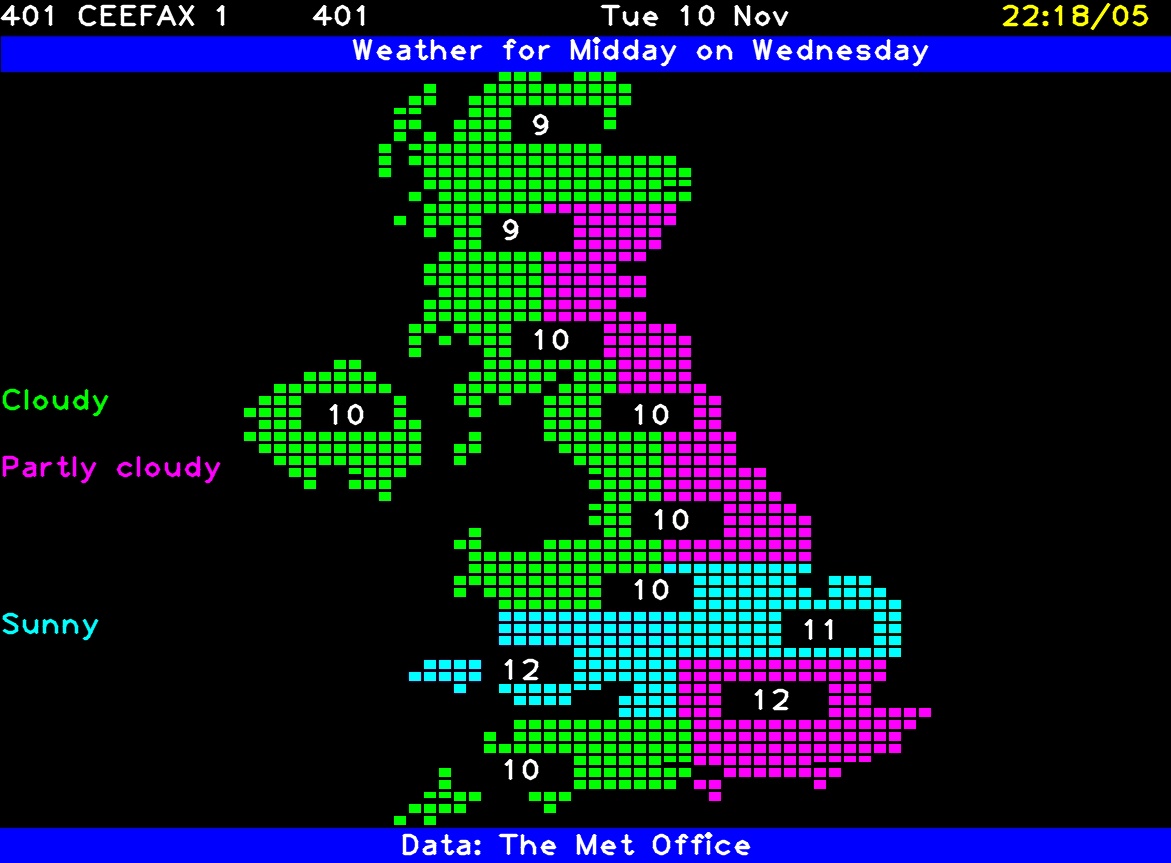 401 CEEFAX 1 401 Tue 10 Nov 22:18/05
Weather for Midday on Wednesday
9
9
10
Cloudy
10 10
Partly cloudy
10
10
Sunny
11
12
12
10
Data: The Met Office